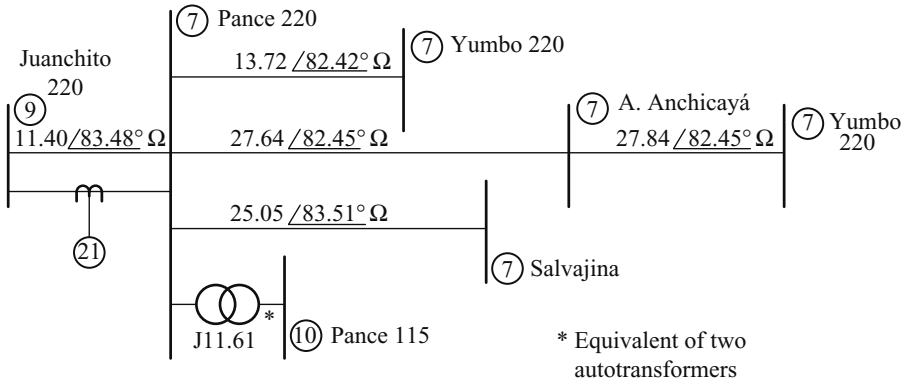 7 Pance 220
Juanchito
220
9
13.72 /82.42° Ω
7 Yumbo 220
11.40/83.48° Ω
27.64 /82.45° Ω
7 A. Anchicayá
27.84 /82.45° Ω
7 Yumbo
220
21
25.05 /83.51° Ω
7 Salvajina
*
J11.61
10 Pance 115
* Equivalent of two
autotransformers